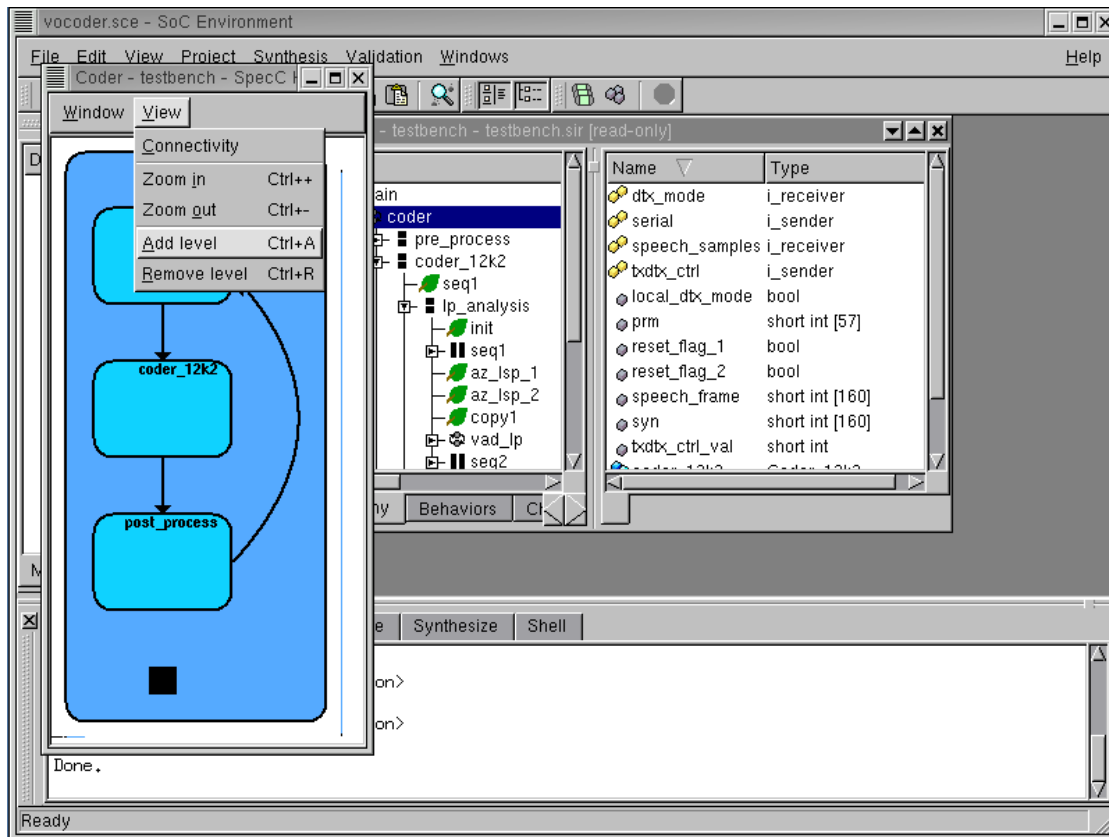 vocoder.sce - SoC Environment
File Edit View Project Synthesis Validation Windows Help
Coder - testbench - SpecC
Window View
Connectivity
Zoom in Ctrl++
Zoom out Ctrl+-
Add level Ctrl+A
Remove level Ctrl+R
coder_12k2
post_process
- testbench - testbench.sir [read-only]
coder
pre_process
coder_12k2
seq1
lp_analysis
init
seq1
az_lsp_1
az_lsp_2
copy1
vad_lp
seq2
Behaviors
Name Type
dtx_mode i_receiver
serial i_sender
speech_samples i_receiver
txdtx_ctrl i_sender
local_dtx_mode bool
prm short int [57]
reset_flag_1 bool
reset_flag_2 bool
speech_frame short int [160]
syn short int [160]
txdtx_ctrl_val short int
coder_12k2 Coder_12k2
Synthesize Shell
on>
on>
Done.
Ready